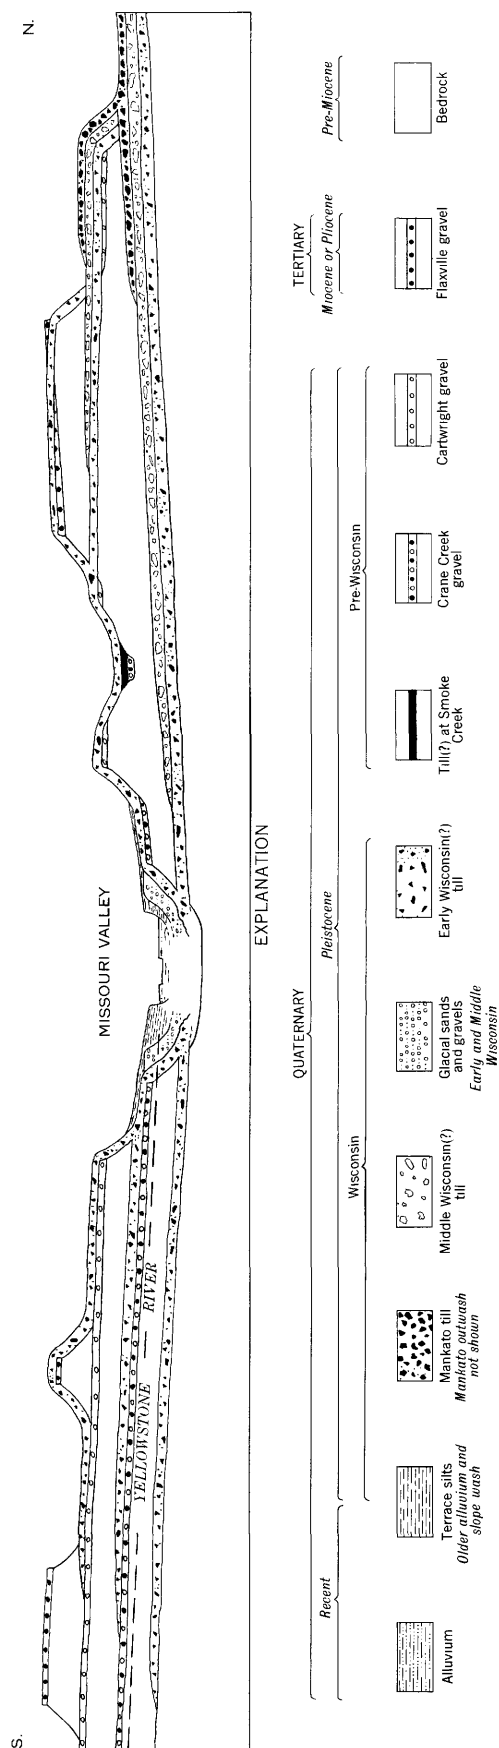 S.
N.
MISSOURI VALLEY
YELLOWSTONE RIVER
EXPLANATION
QUATERNARY
TERTIARY
Recent
Pleistocene
Miocene or Pliocene
Pre-Miocene
Wisconsin
Pre-Wisconsin
Alluvium
Terrace silts
Older alluvium and
slope wash
Mankato till
Mankato outwash
not shown
Middle Wisconsin(?)
till
Glacial sands
and gravels
Early and Middle
Wisconsin
Early Wisconsin(?)
till
Till(?) at Smoke
Creek
Crane Creek
gravel
Cartwright gravel
Flaxville gravel
Bedrock